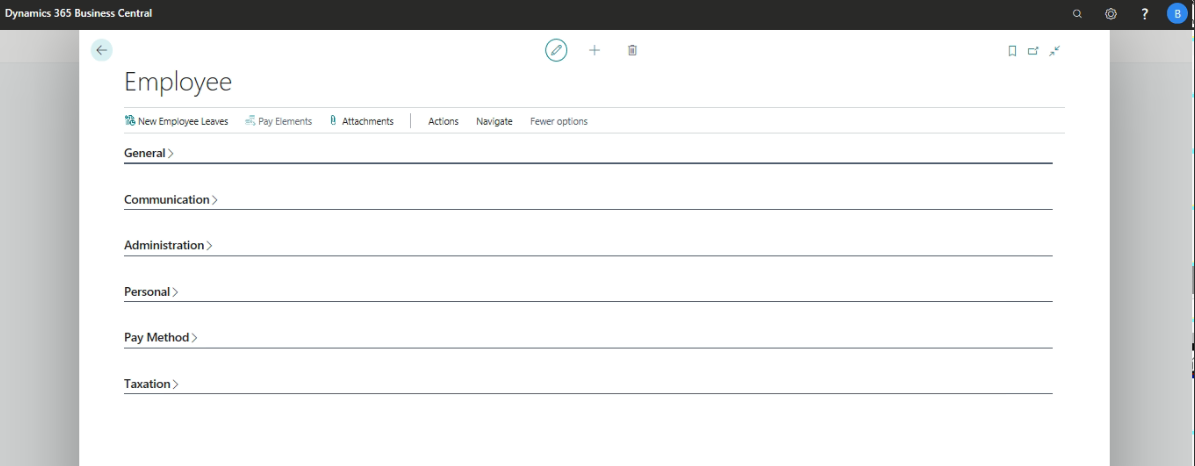 Dynamics 365 Business Central
?
B
Employee
New Employee Leaves Pay Elements Attachments Actions Navigate Fewer options
General
Communication
Administration
Personal
Pay Method
Taxation